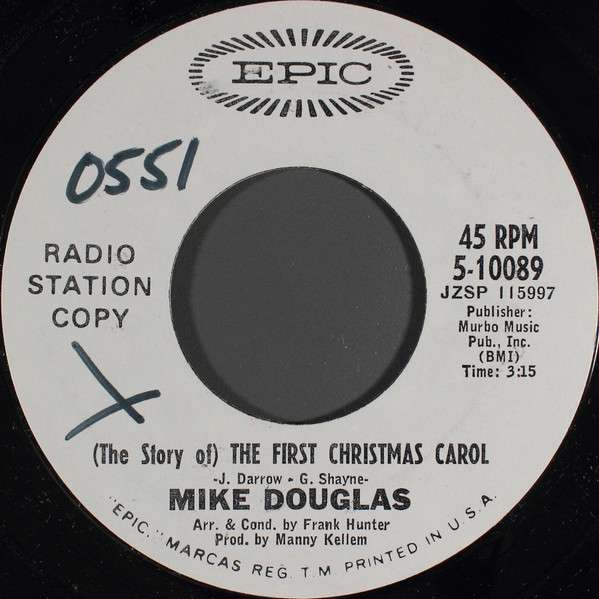 EPIC
0551
RADIO
STATION
COPY
X
45 RPM
5-10089
JZSP 115997
Publisher:
Murbo Music
Pub., Inc.
(BMI)
Time: 3:15
(The Story of) THE FIRST CHRISTMAS CAROL
-J. Darrow - G. Shayne-
MIKE DOUGLAS
Arr. & Cond. by Frank Hunter
Prod. by Manny Kellem
"EPIC," MARCAS REG. T.M. PRINTED IN U.S.A.